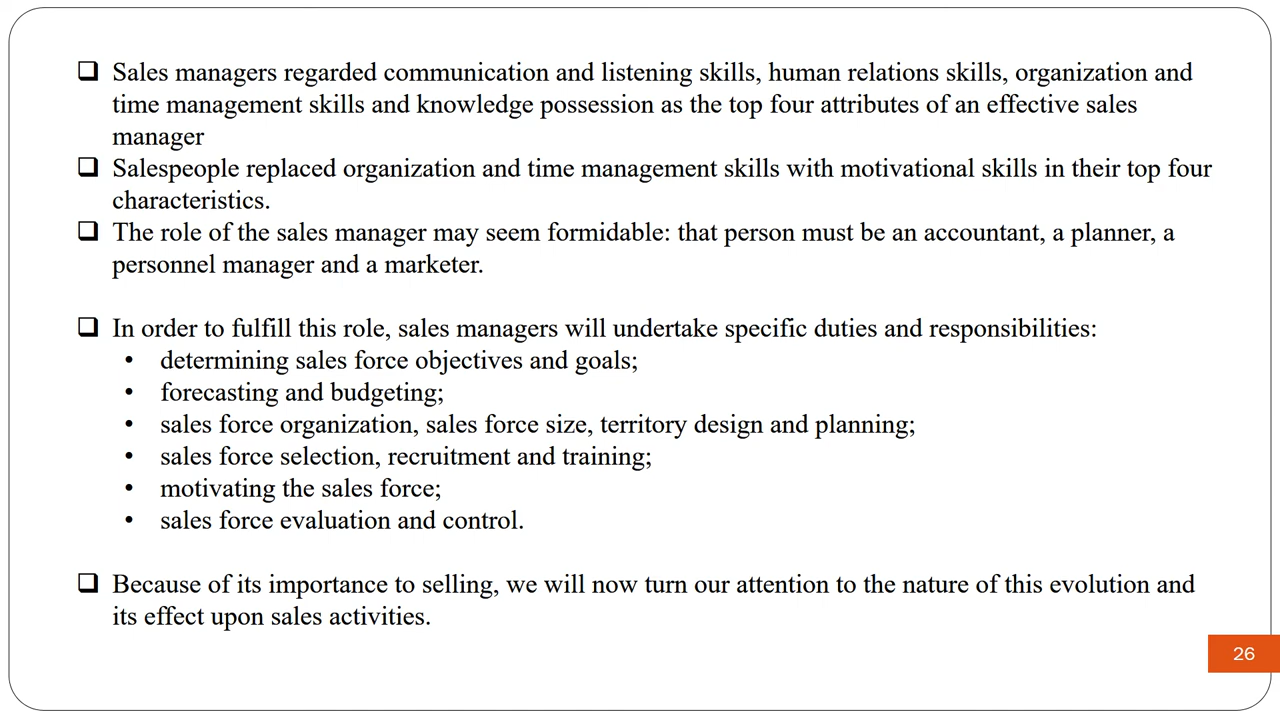 ❑ Sales managers regarded communication and listening skills, human relations skills, organization and
time management skills and knowledge possession as the top four attributes of an effective sales
manager
❑ Salespeople replaced organization and time management skills with motivational skills in their top four
characteristics.
❑ The role of the sales manager may seem formidable: that person must be an accountant, a planner, a
personnel manager and a marketer.
❑ In order to fulfill this role, sales managers will undertake specific duties and responsibilities:
• determining sales force objectives and goals;
• forecasting and budgeting;
• sales force organization, sales force size, territory design and planning;
• sales force selection, recruitment and training;
• motivating the sales force;
• sales force evaluation and control.
❑ Because of its importance to selling, we will now turn our attention to the nature of this evolution and
its effect upon sales activities.
26